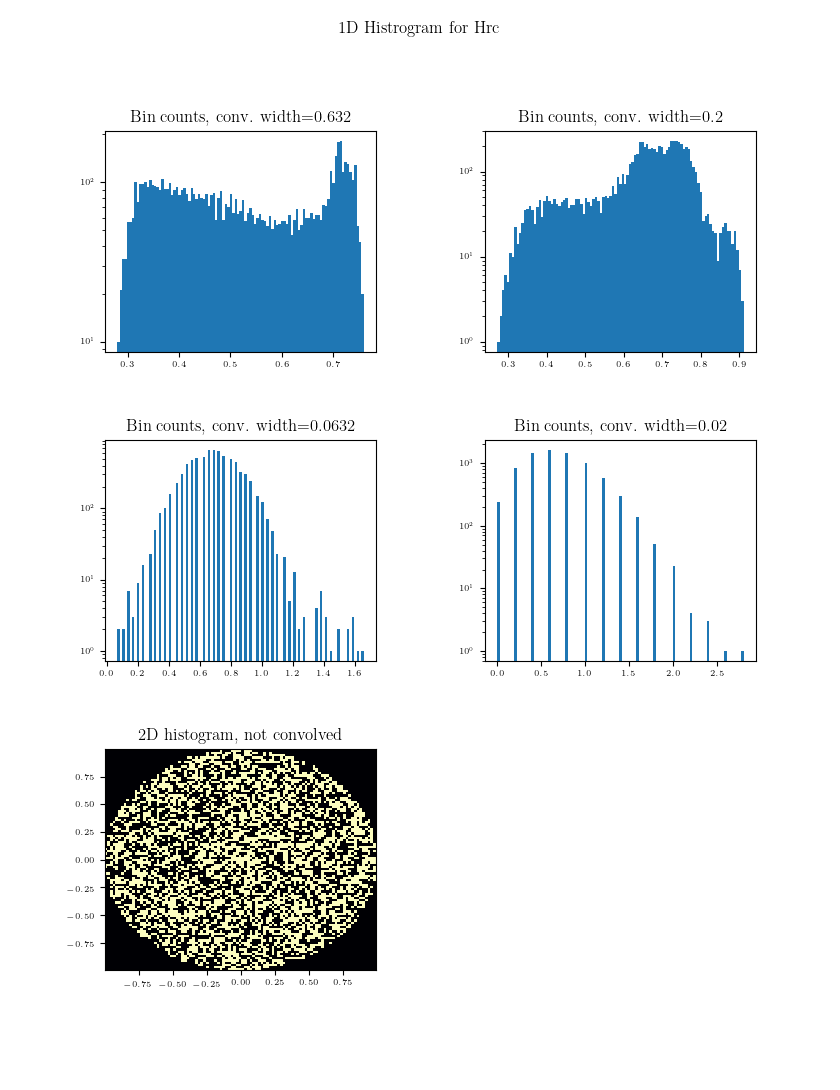 1D Histrogram for Hrc
Bin counts, conv. width=0.632
10²
10¹
0.3 0.4 0.5 0.6 0.7
Bin counts, conv. width=0.2
10²
10¹
10⁰
0.3 0.4 0.5 0.6 0.7 0.8 0.9
Bin counts, conv. width=0.0632
10²
10¹
10⁰
0.0 0.2 0.4 0.6 0.8 1.0 1.2 1.4 1.6
Bin counts, conv. width=0.02
10³
10²
10¹
10⁰
0.0 0.5 1.0 1.5 2.0 2.5
2D histogram, not convolved
0.75
0.50
0.25
0.00
−0.25
−0.50
−0.75
−0.75 −0.50 −0.25 0.00 0.25 0.50 0.75